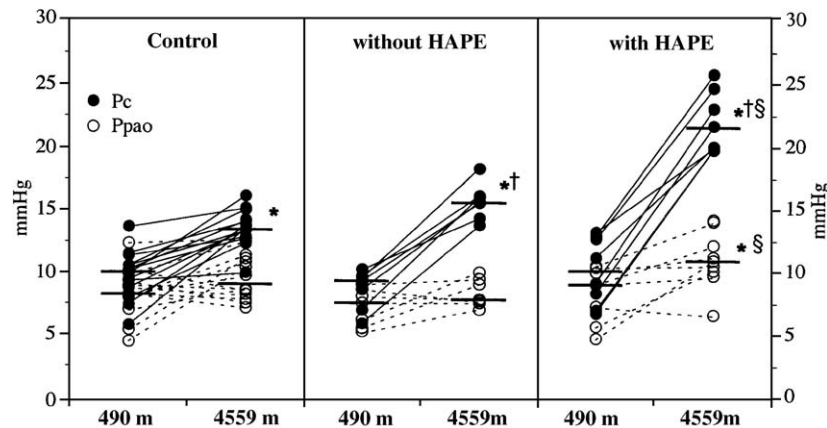 30 Control without HAPE with HAPE 30
25 25
Pc
Ppao
20 20
*†§
mmHg
15 15
*
*†
mmHg
* §
10 10
5 5
0 0
490 m 4559 m 490 m 4559m 490 m 4559m